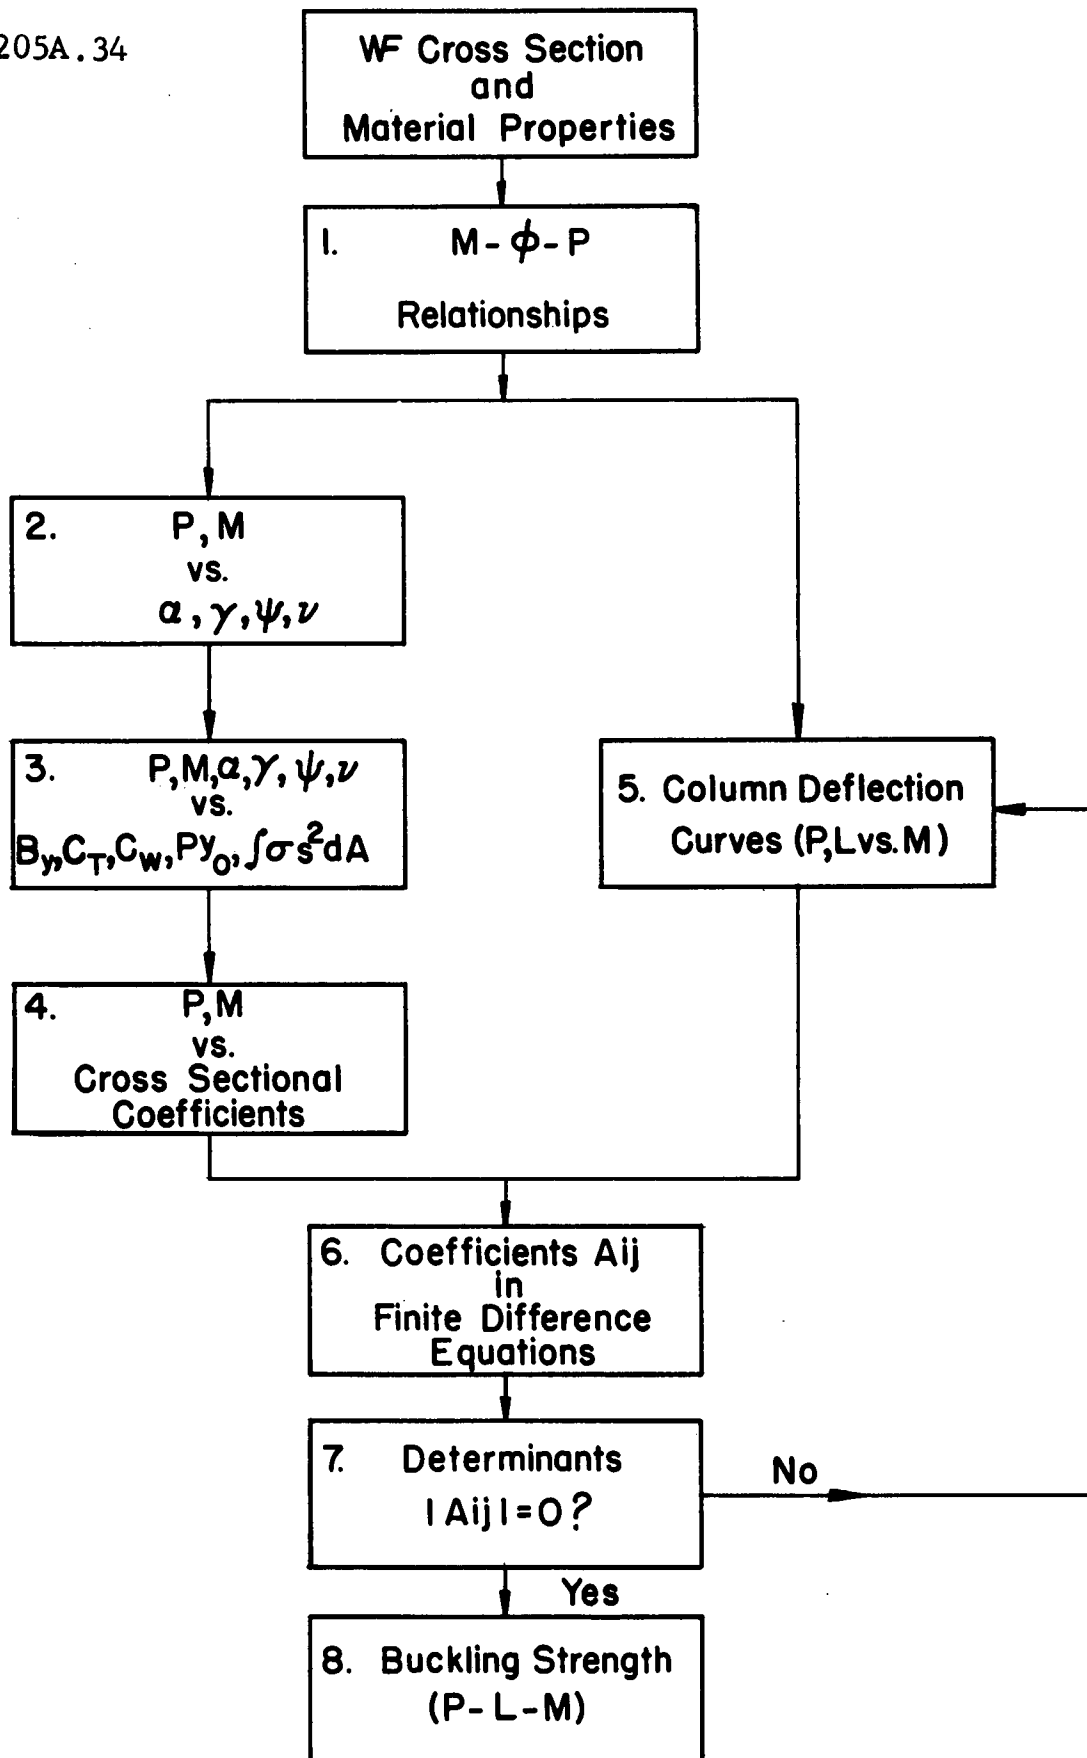 205A.34
WF Cross Section
and
Material Properties
1. M - ϕ - P
Relationships
2. P, M
vs.
α, γ, ψ, ν
3. P, M, α, γ, ψ, ν
vs.
By, CT, CW, Pyo, ∫σs²dA
4. P, M
vs.
Cross Sectional
Coefficients
5. Column Deflection
Curves (P, L vs. M)
6. Coefficients Aij
in
Finite Difference
Equations
7. Determinants
|Aij| = 0?
No
Yes
8. Buckling Strength
(P - L - M)